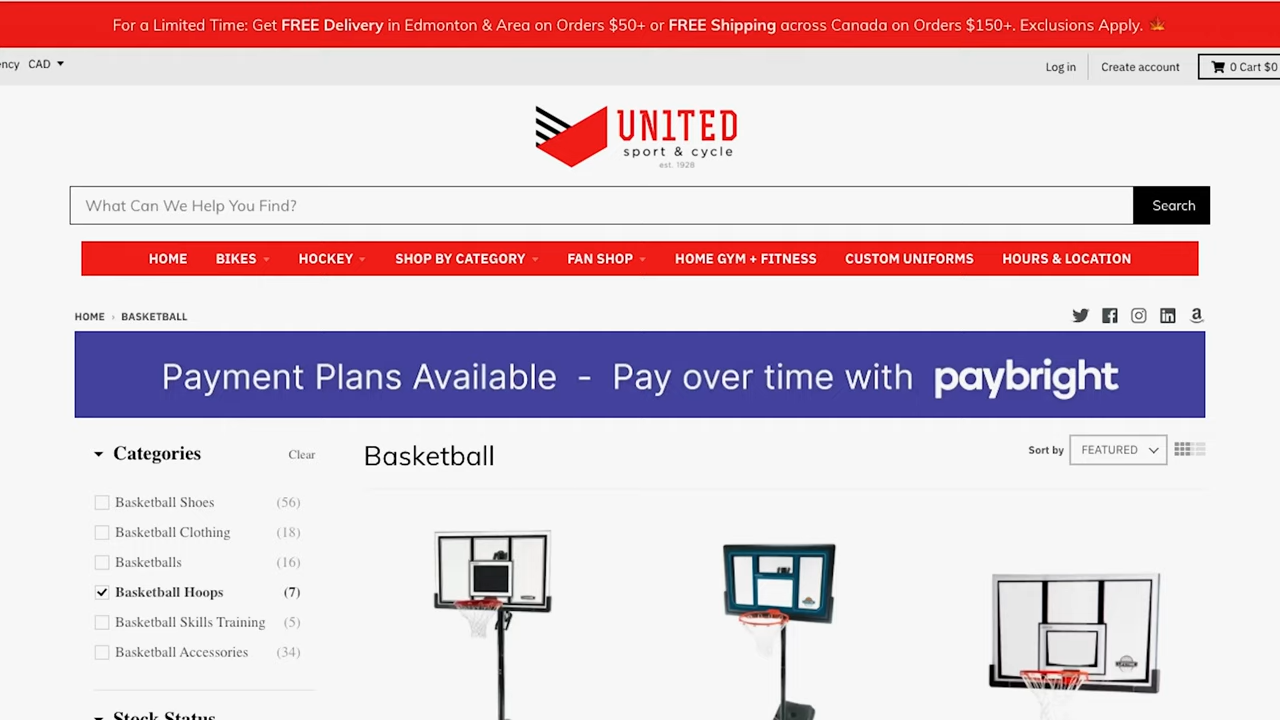 For a Limited Time: Get FREE Delivery in Edmonton & Area on Orders $50+ or FREE Shipping across Canada on Orders $150+. Exclusions Apply.
ency CAD
Log in
Create account
0 Cart $0
UN1TED
sport & cycle
est. 1928
What Can We Help You Find?
Search
HOME BIKES HOCKEY SHOP BY CATEGORY FAN SHOP HOME GYM + FITNESS CUSTOM UNIFORMS HOURS & LOCATION
HOME › BASKETBALL
Payment Plans Available - Pay over time with paybright
Categories Clear
Basketball Shoes (56)
Basketball Clothing (18)
Basketballs (16)
Basketball Hoops (7)
Basketball Skills Training (5)
Basketball Accessories (34)
Stock Status
Basketball
Sort by FEATURED